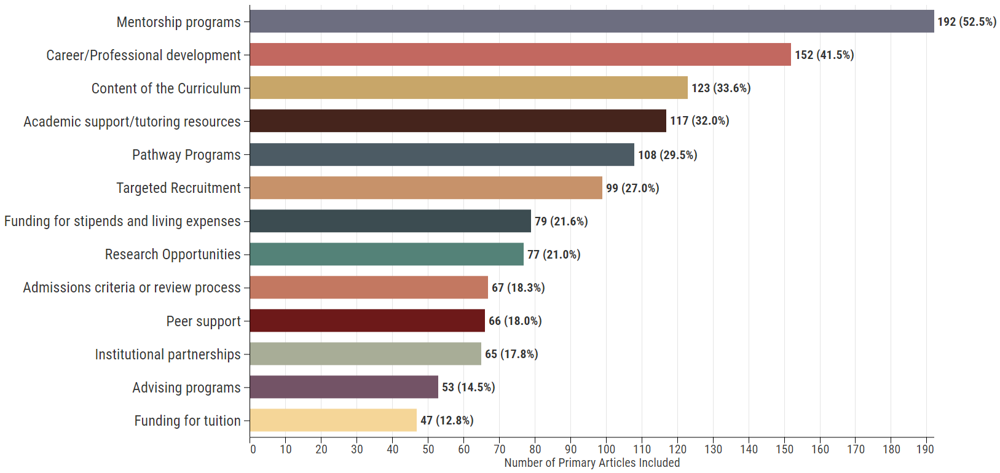 Mentorship programs 192 (52.5%)
Career/Professional development 152 (41.5%)
Content of the Curriculum 123 (33.6%)
Academic support/tutoring resources 117 (32.0%)
Pathway Programs 108 (29.5%)
Targeted Recruitment 99 (27.0%)
Funding for stipends and living expenses 79 (21.6%)
Research Opportunities 77 (21.0%)
Admissions criteria or review process 67 (18.3%)
Peer support 66 (18.0%)
Institutional partnerships 65 (17.8%)
Advising programs 53 (14.5%)
Funding for tuition 47 (12.8%)
0 10 20 30 40 50 60 70 80 90 100 110 120 130 140 150 160 170 180 190
Number of Primary Articles Included